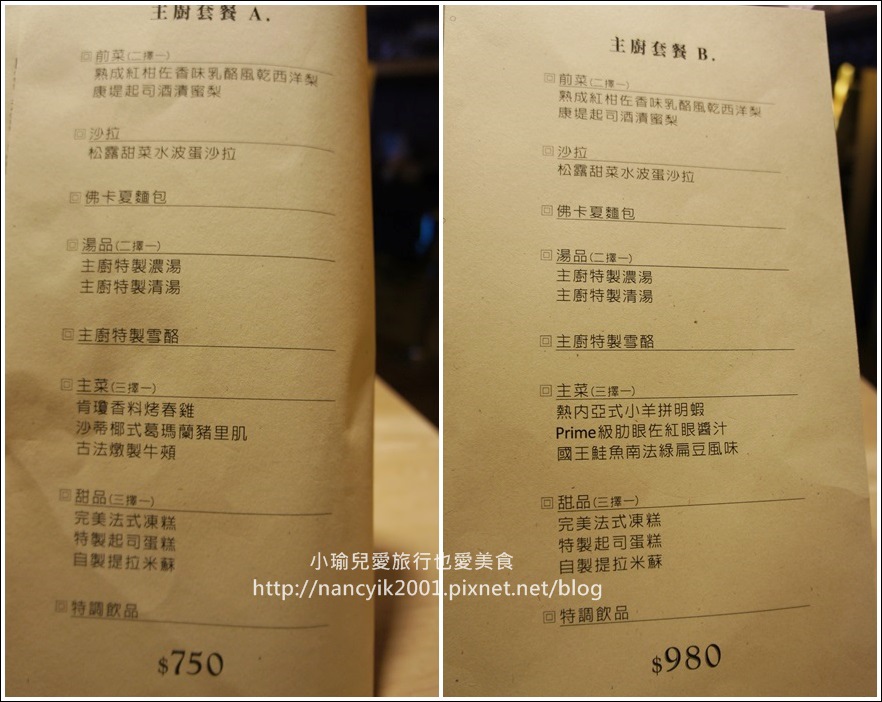 主廚套餐 A.
前菜(二擇一)
熟成紅柑佐香味乳酪風乾西洋梨
康堤起司酒漬蜜梨
沙拉
松露甜菜水波蛋沙拉
佛卡夏麵包
湯品(二擇一)
主廚特製濃湯
主廚特製清湯
主廚特製雪酪
主菜(三擇一)
肯瓊香料烤春雞
沙蒂椰式葛瑪蘭豬里肌
古法燉製牛頰
甜品(三擇一)
完美法式凍糕
特製起司蛋糕
自製提拉米蘇
特調飲品
$750
主廚套餐 B.
前菜(二擇一)
熟成紅柑佐香味乳酪風乾西洋梨
康堤起司酒漬蜜梨
沙拉
松露甜菜水波蛋沙拉
佛卡夏麵包
湯品(二擇一)
主廚特製濃湯
主廚特製清湯
主廚特製雪酪
主菜(三擇一)
熱內亞式小羊拼明蝦
Prime級肋眼佐紅眼醬汁
國王鮭魚南法綠扁豆風味
甜品(三擇一)
完美法式凍糕
特製起司蛋糕
自製提拉米蘇
特調飲品
$980
小瑜兒愛旅行也愛美食
http://nancyik2001.pixnet.net/blog